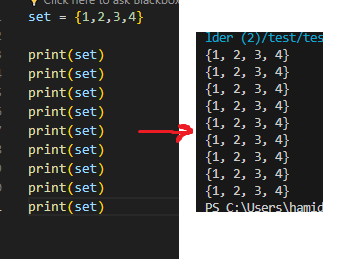 Click here to ask Blackbox
set = {1,2,3,4}
print(set)
print(set)
print(set)
print(set)
print(set)
print(set)
print(set)
print(set)
print(set)
lder (2)/test/tes
{1, 2, 3, 4}
{1, 2, 3, 4}
{1, 2, 3, 4}
{1, 2, 3, 4}
{1, 2, 3, 4}
{1, 2, 3, 4}
{1, 2, 3, 4}
{1, 2, 3, 4}
{1, 2, 3, 4}
PS C:\Users\hamid